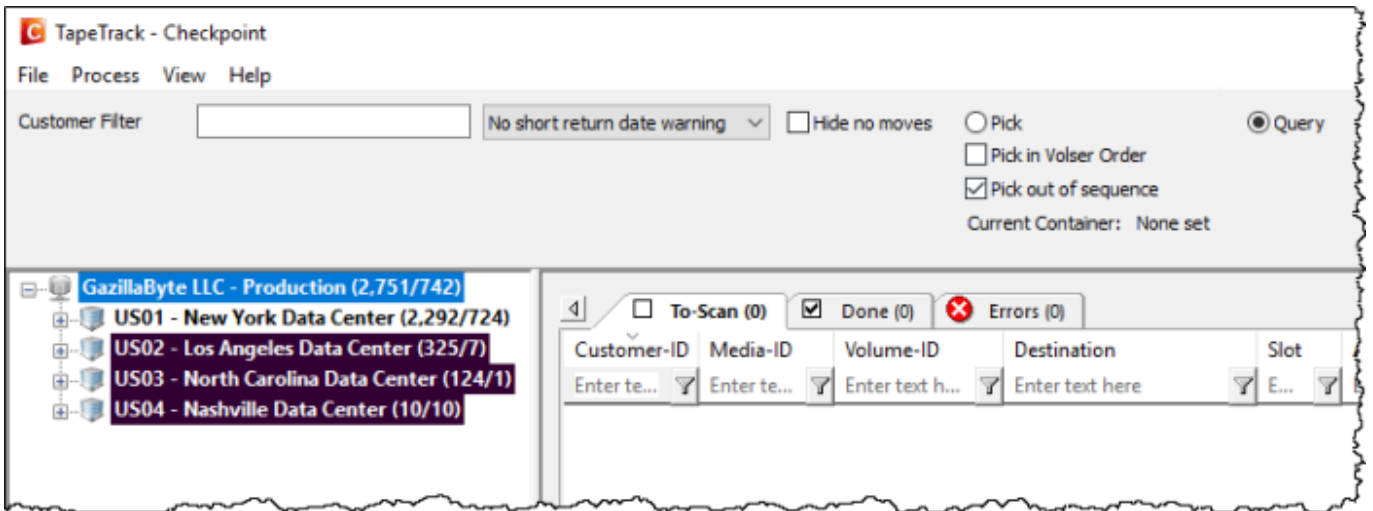 TapeTrack - Checkpoint
File Process View Help
Customer Filter No short return date warning Hide no moves Pick Query
Pick in Volser Order
Pick out of sequence
Current Container: None set
GazillaByte LLC - Production (2,751/742)
US01 - New York Data Center (2,292/724)
US02 - Los Angeles Data Center (325/7)
US03 - North Carolina Data Center (124/1)
US04 - Nashville Data Center (10/10)
To-Scan (0) Done (0) Errors (0)
Customer-ID Media-ID Volume-ID Destination Slot
Enter te... Enter te... Enter text h... Enter text here E...